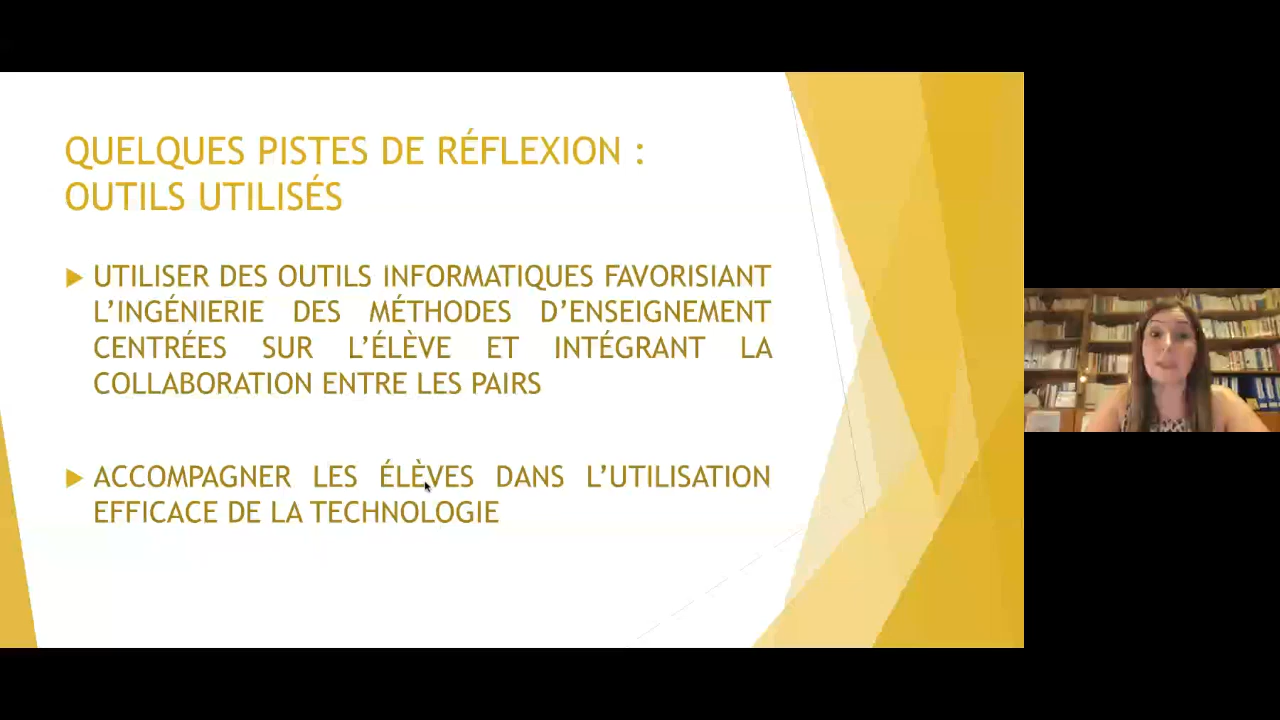 QUELQUES PISTES DE RÉFLEXION :
OUTILS UTILISÉS
UTILISER DES OUTILS INFORMATIQUES FAVORISIANT
L’INGÉNIERIE DES MÉTHODES D’ENSEIGNEMENT
CENTRÉES SUR L’ÉLÈVE ET INTÉGRANT LA
COLLABORATION ENTRE LES PAIRS
ACCOMPAGNER LES ÉLÈVES DANS L’UTILISATION
EFFICACE DE LA TECHNOLOGIE